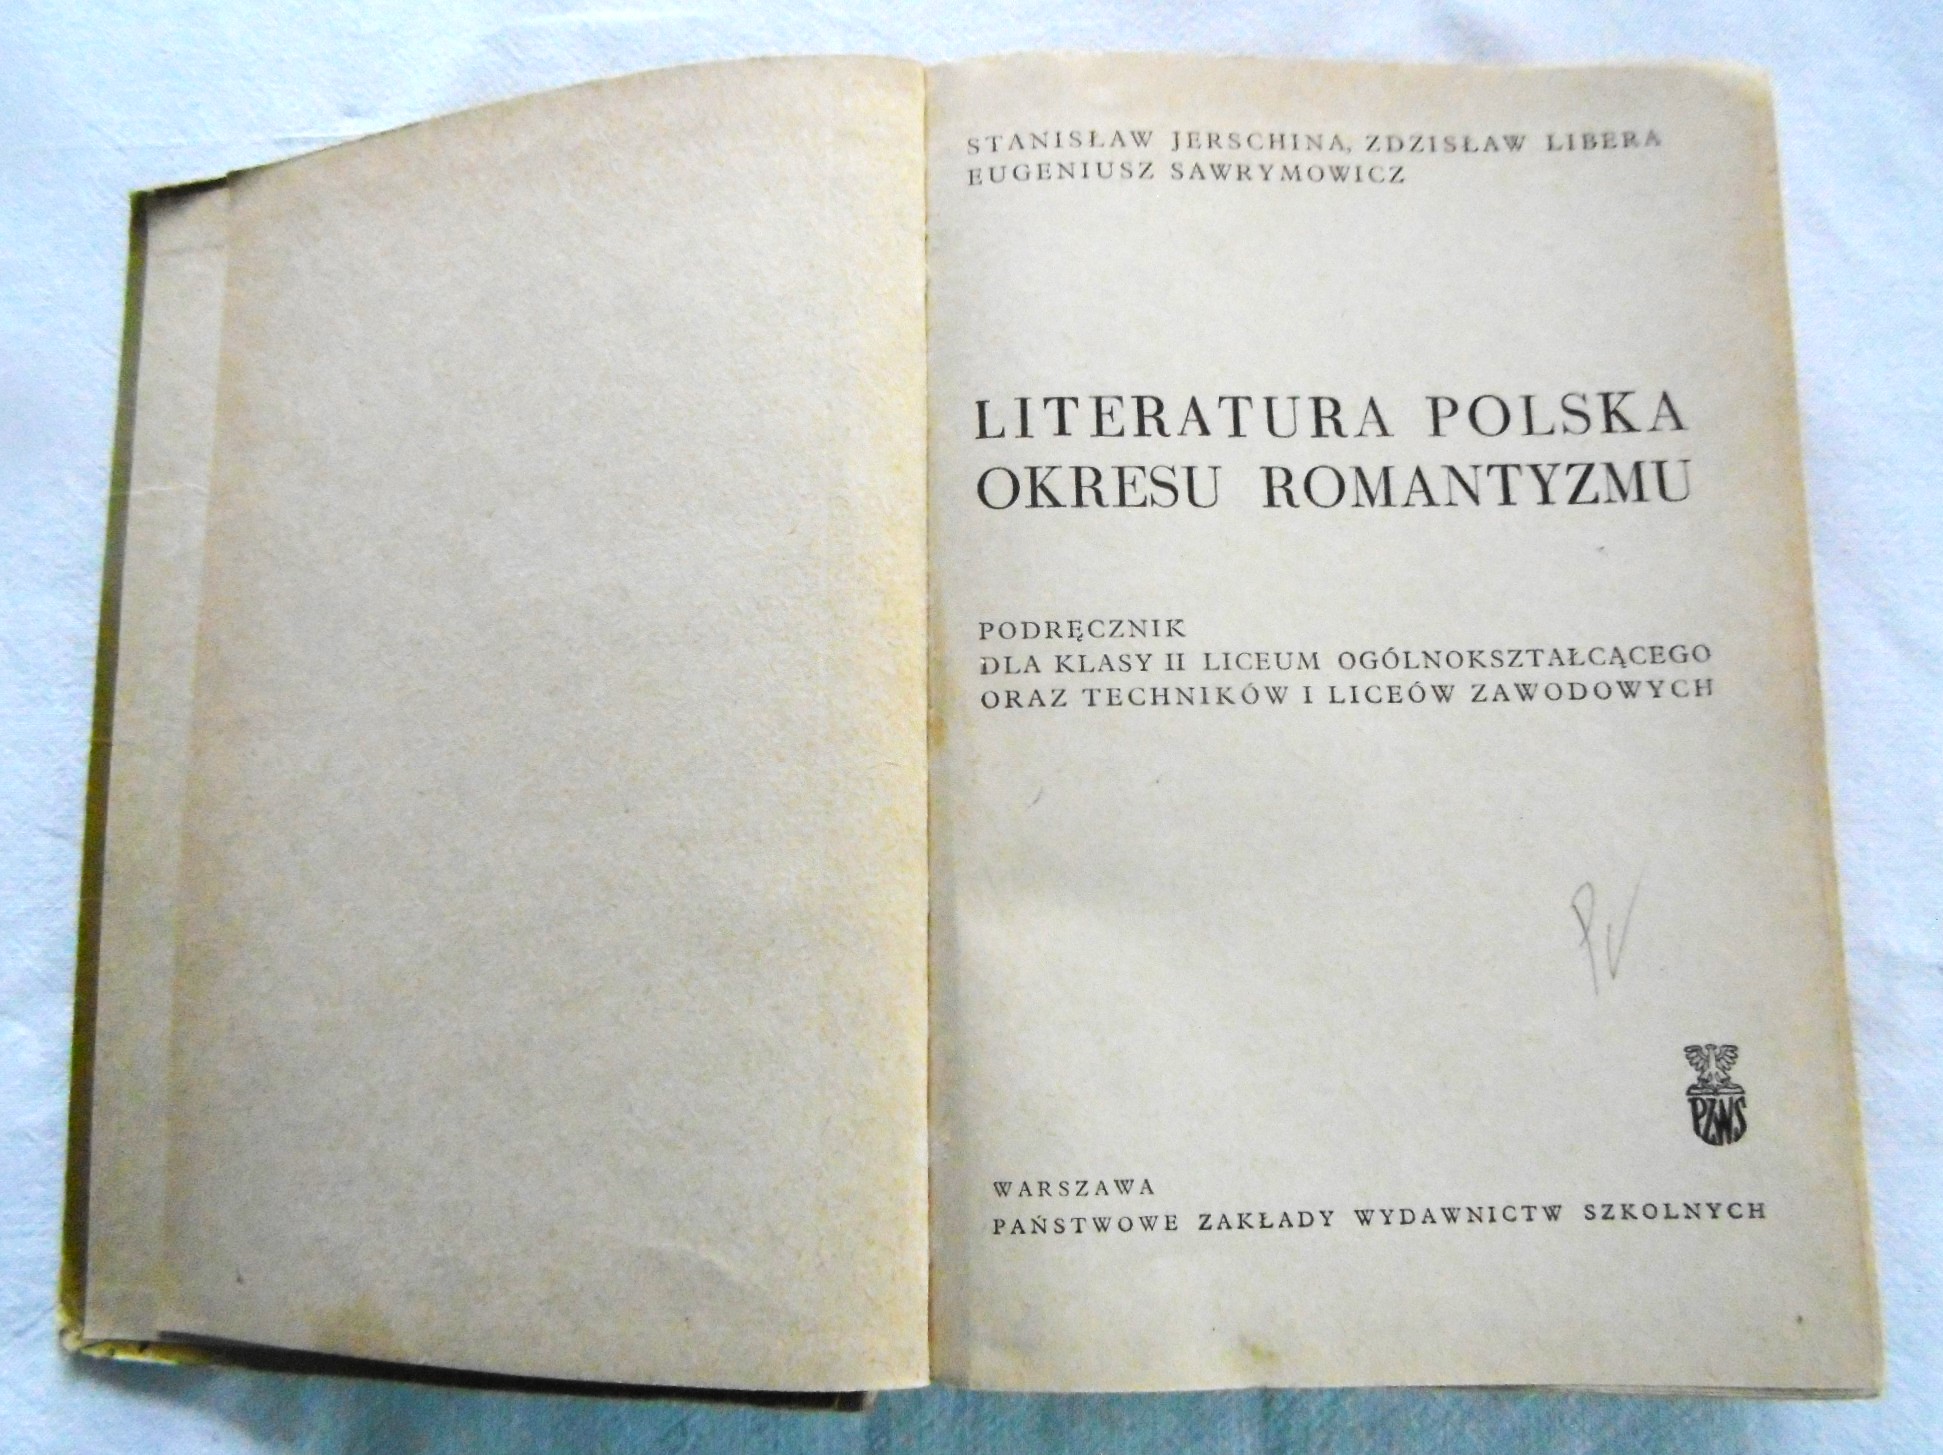 STANISŁAW JERSCHINA, ZDZISŁAW LIBERA
EUGENIUSZ SAWRYMOWICZ
LITERATURA POLSKA
OKRESU ROMANTYZMU
PODRĘCZNIK
DLA KLASY II LICEUM OGÓLNOKSZTAŁCĄCEGO
ORAZ TECHNIKÓW I LICEÓW ZAWODOWYCH
PZWS
WARSZAWA
PAŃSTWOWE ZAKŁADY WYDAWNICTW SZKOLNYCH